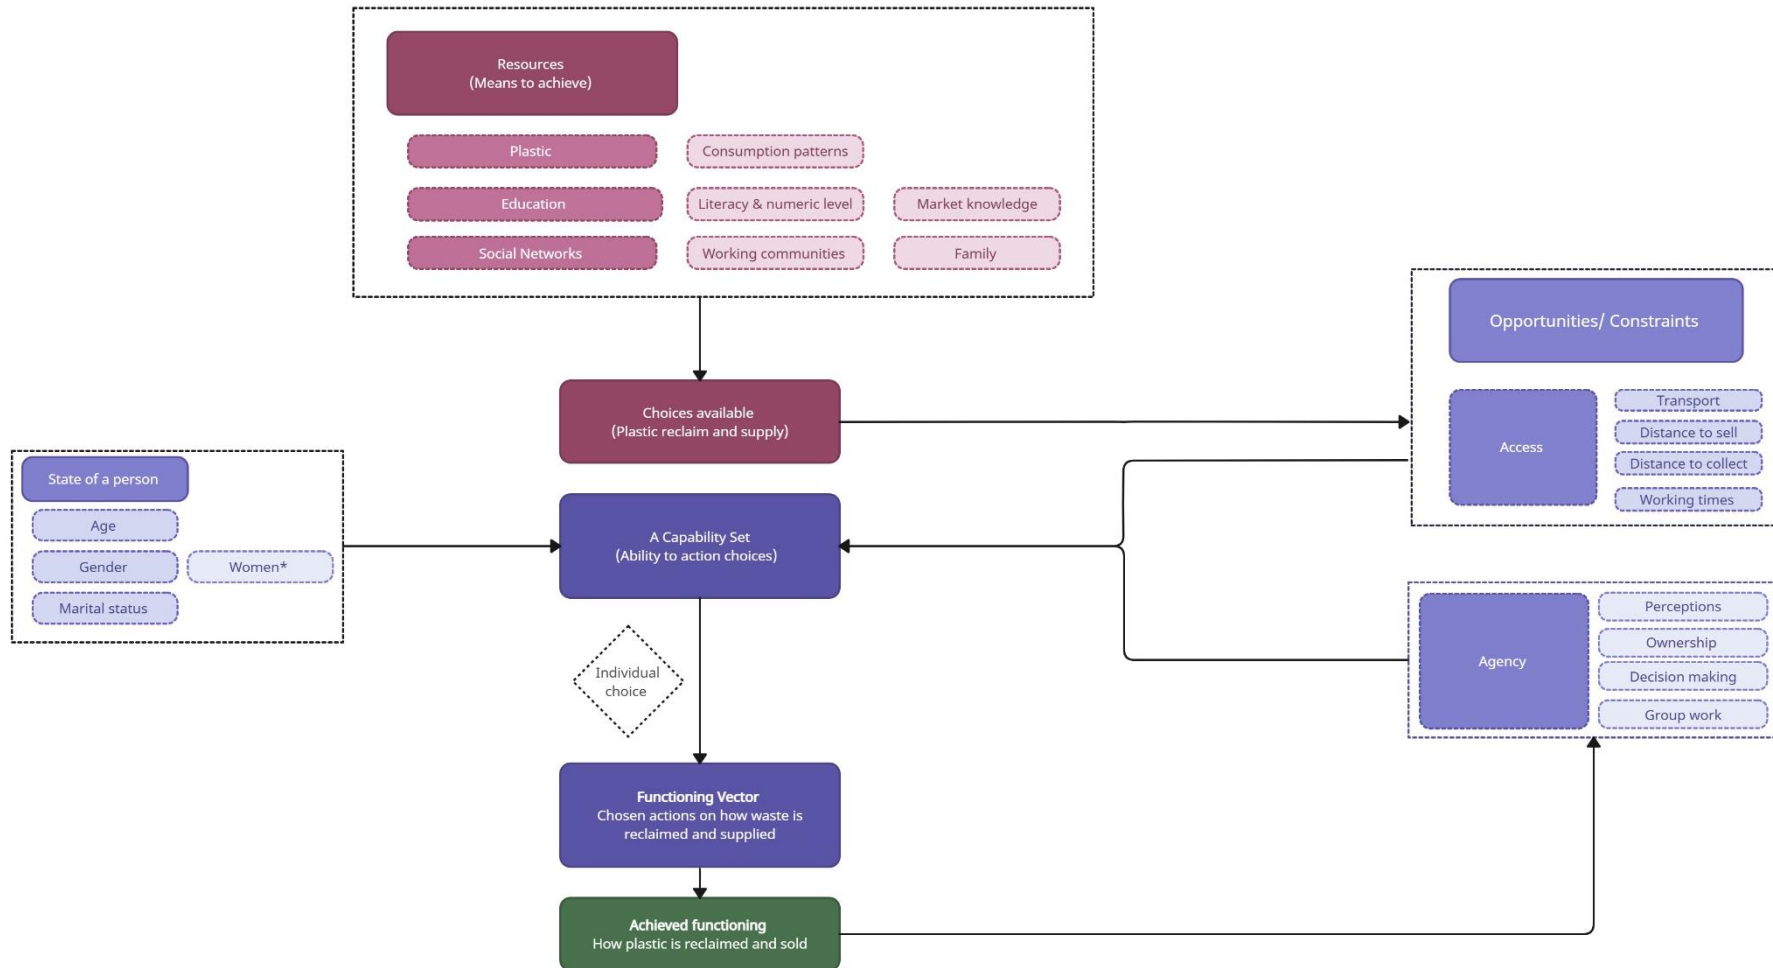 Resources
(Means to achieve)
Plastic
Consumption patterns
Education
Literacy & numeric level
Market knowledge
Social Networks
Working communities
Family
Choices available
(Plastic reclaim and supply)
Opportunities/ Constraints
Access
Transport
Distance to sell
Distance to collect
Working times
State of a person
Age
Gender
Women*
Marital status
A Capability Set
(Ability to action choices)
Agency
Perceptions
Ownership
Decision making
Group work
Individual
choice
Functioning Vector
Chosen actions on how waste is
reclaimed and supplied
Achieved functioning
How plastic is reclaimed and sold